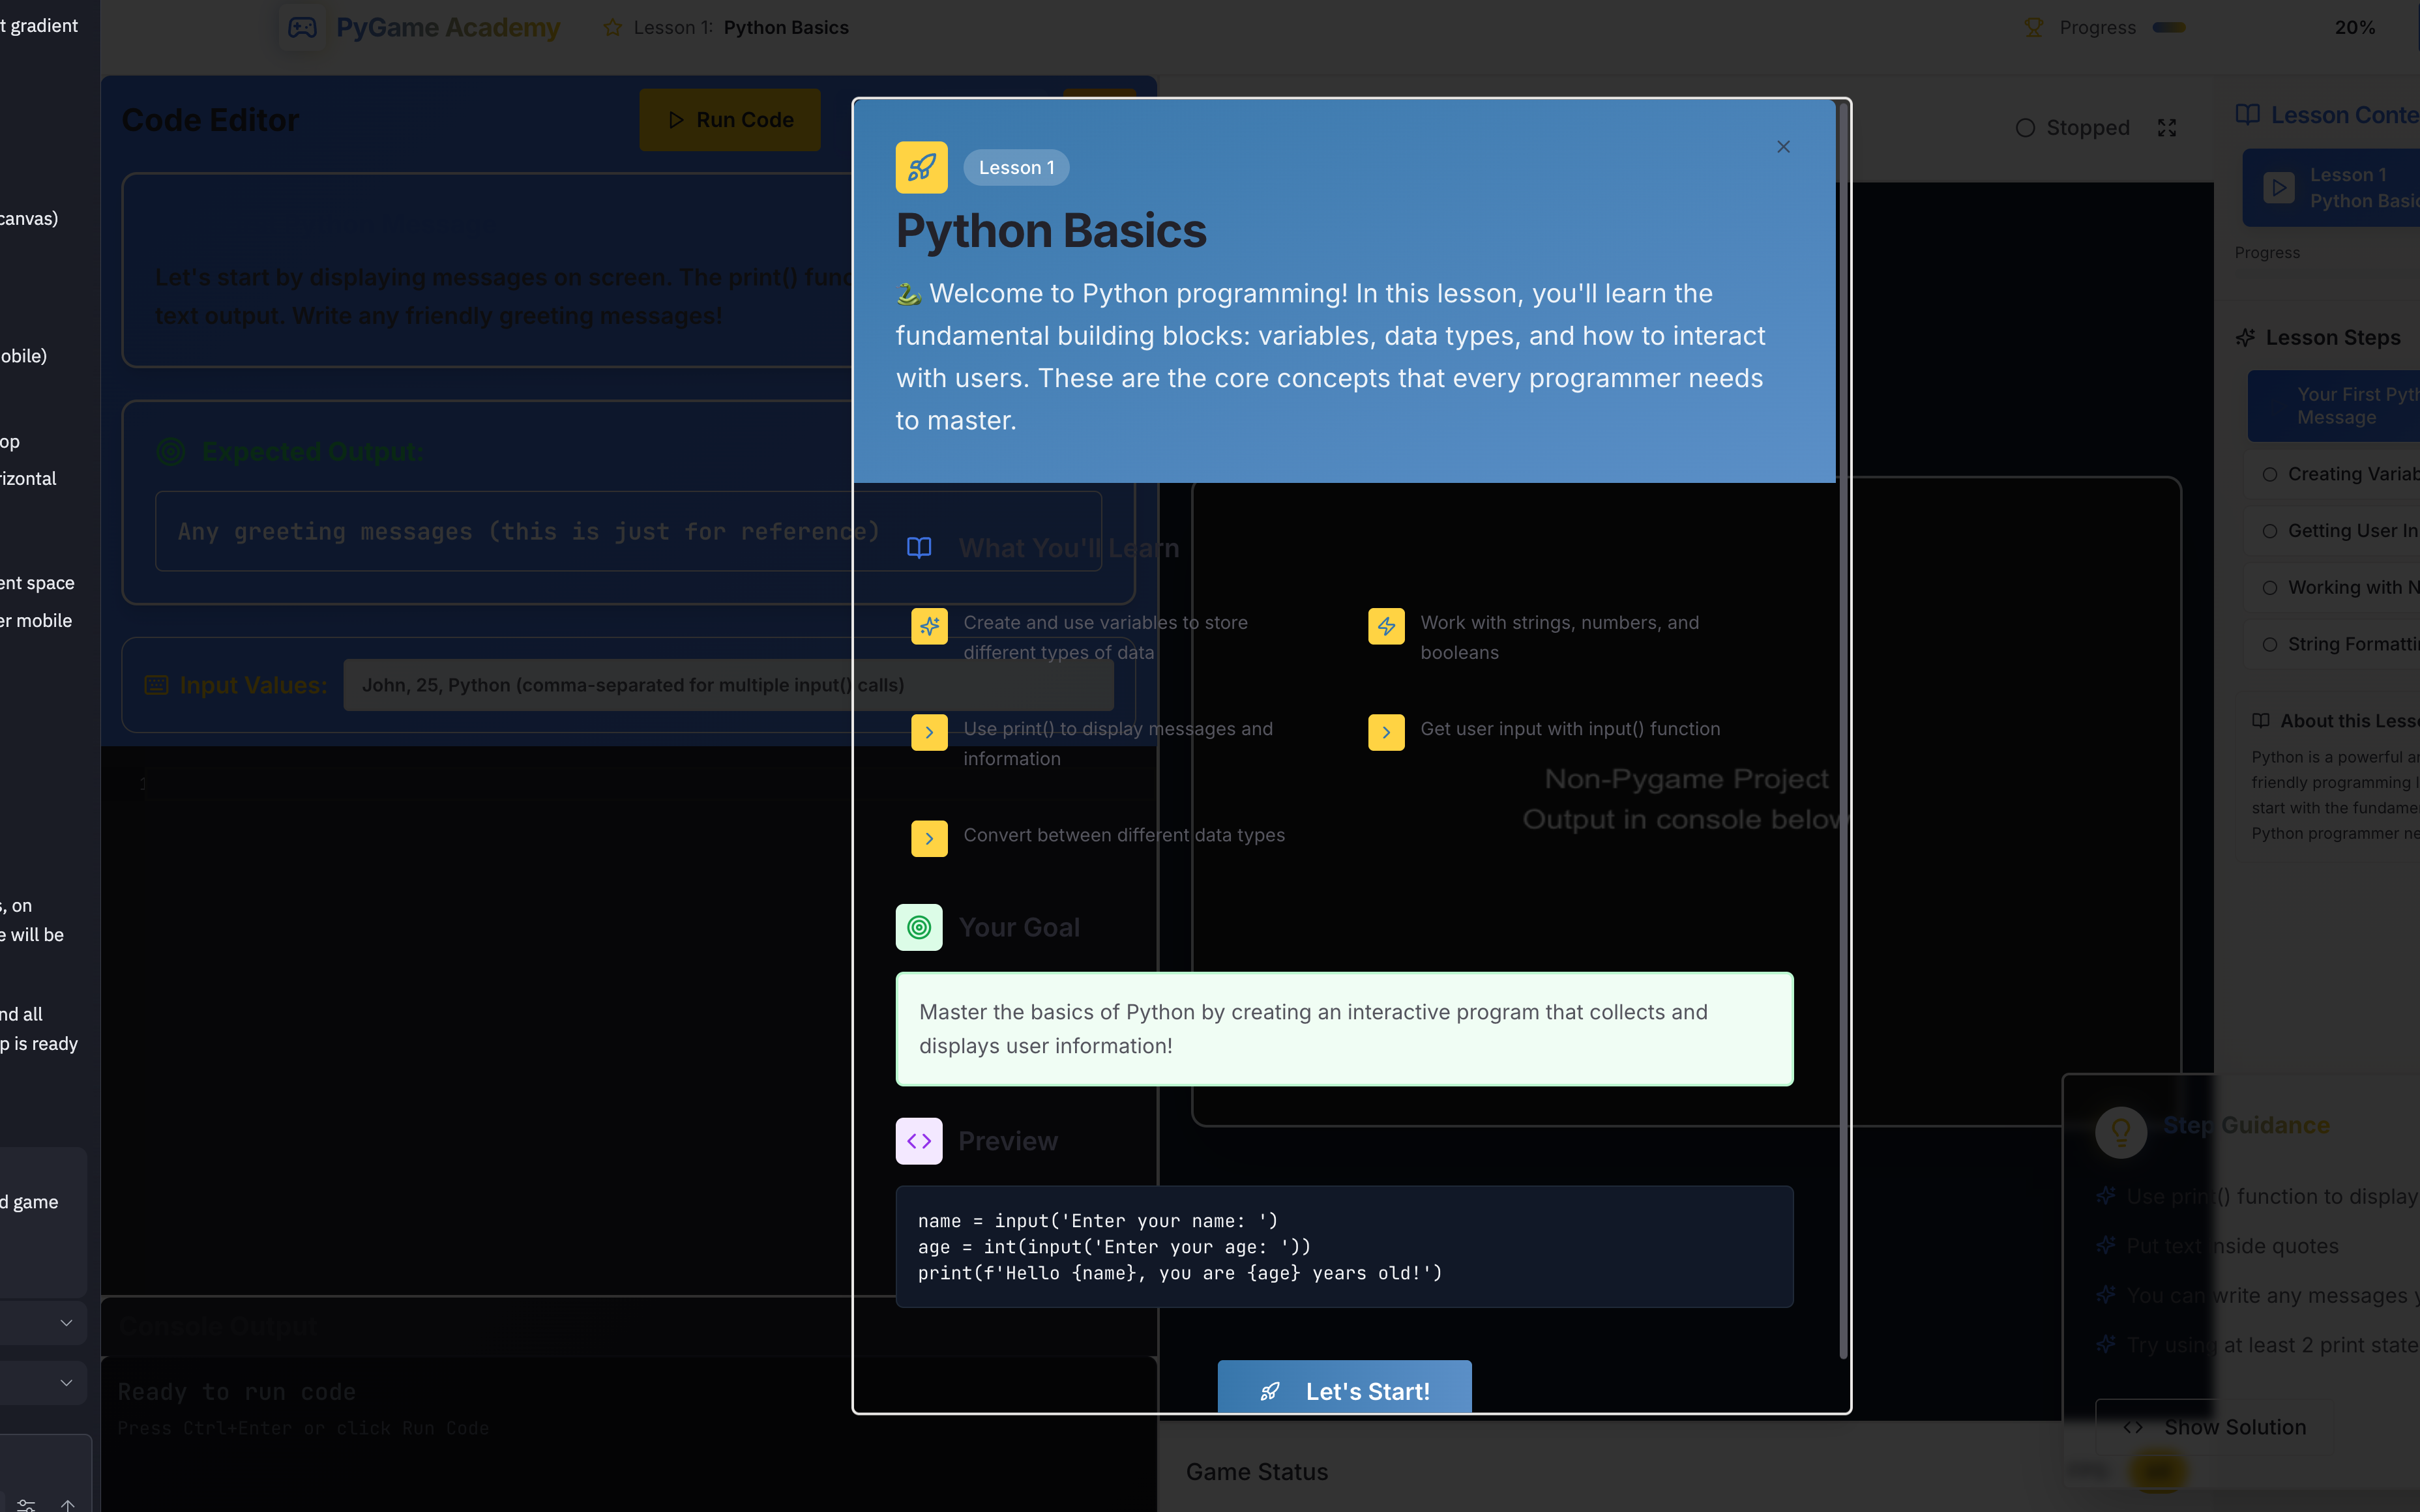 t gradient
canvas)
obile)
op
rizontal
ent space
er mobile
s, on
e will be
nd all
p is ready
d game
PyGame Academy
Lesson 1: Python Basics
Progress
20%
Code Editor
Run Code
Let's start by displaying messages on screen. The print() func
text output. Write any friendly greeting messages!
Expected Output:
Any greeting messages (this is just for reference)
Input Values:
John, 25, Python (comma-separated for multiple input() calls)
1
Console Output
Ready to run code
Press Ctrl+Enter or click Run Code
Lesson 1
Python Basics
🐍 Welcome to Python programming! In this lesson, you'll learn the
fundamental building blocks: variables, data types, and how to interact
with users. These are the core concepts that every programmer needs
to master.
What You'll Learn
Create and use variables to store
different types of data
Work with strings, numbers, and
booleans
Use print() to display messages and
information
Get user input with input() function
Convert between different data types
Your Goal
Master the basics of Python by creating an interactive program that collects and
displays user information!
Preview
name = input('Enter your name: ')
age = int(input('Enter your age: '))
print(f'Hello {name}, you are {age} years old!')
Let's Start!
Stopped
Non-Pygame Project
Output in console below
Game Status
Lesson Conte
Lesson 1
Python Basic
Progress
Lesson Steps
Your First Pyth
Message
Creating Variab
Getting User In
Working with N
String Formattin
About this Less
Python is a powerful an
friendly programming l
start with the fundame
Python programmer ne
Step Guidance
Use print() function to display
Put text inside quotes
You can write any messages y
Try using at least 2 print state
Show Solution